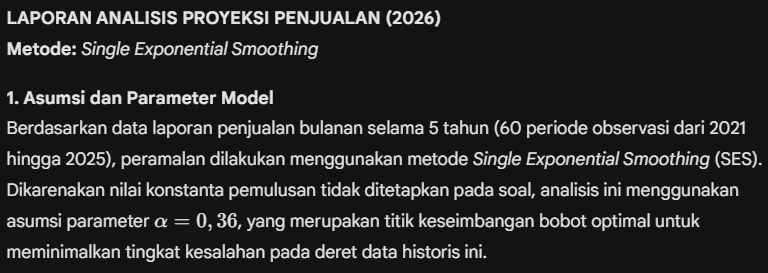 LAPORAN ANALISIS PROYEKSI PENJUALAN (2026)
Metode: Single Exponential Smoothing
1. Asumsi dan Parameter Model
Berdasarkan data laporan penjualan bulanan selama 5 tahun (60 periode observasi dari 2021
hingga 2025), peramalan dilakukan menggunakan metode Single Exponential Smoothing (SES).
Dikarenakan nilai konstanta pemulusan tidak ditetapkan pada soal, analisis ini menggunakan
asumsi parameter α = 0, 36, yang merupakan titik keseimbangan bobot optimal untuk
meminimalkan tingkat kesalahan pada deret data historis ini.